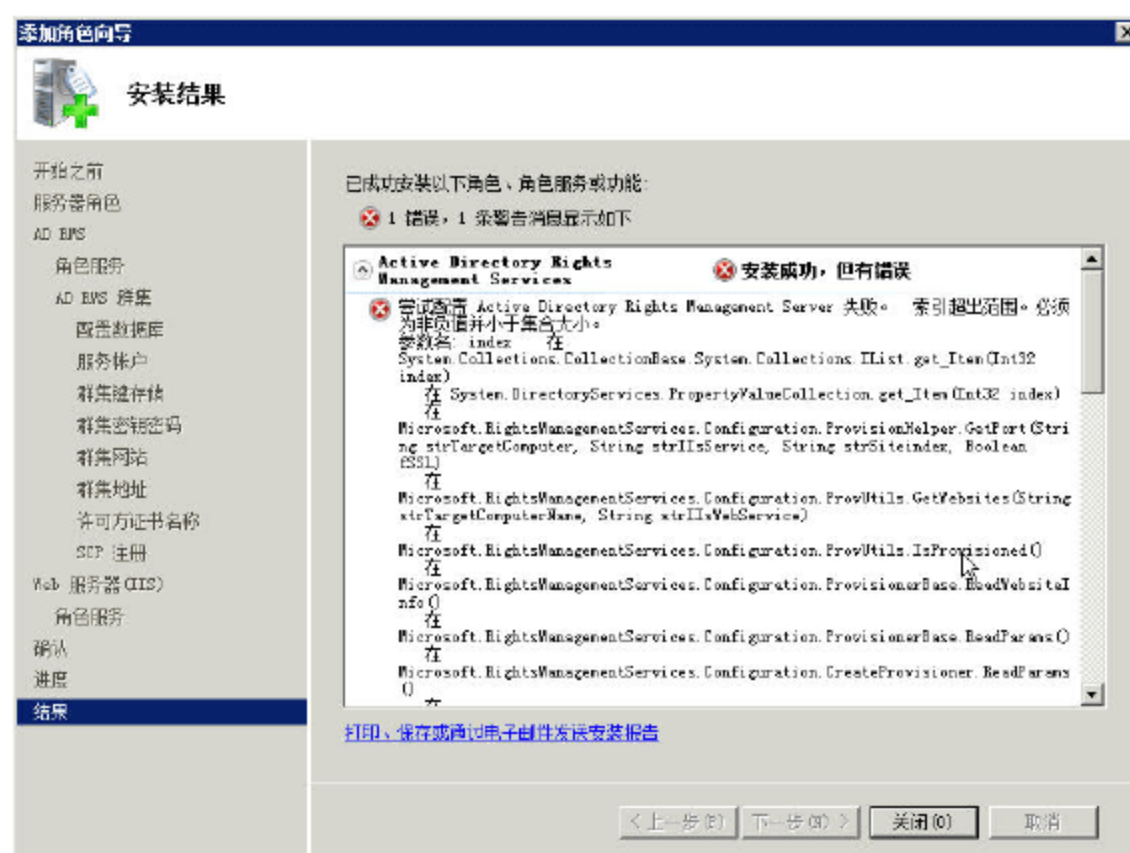 添加角色向导
安装结果
开始之前
服务器角色
AD RMS
角色服务
AD RMS 群集
配置数据库
服务帐户
群集键存储
群集密钥密码
群集网站
群集地址
许可方证书名称
SCP 注册
Web 服务器(IIS)
角色服务
确认
进度
结果
已成功安装以下角色、角色服务或功能:
1 错误，1 条警告消息显示如下
Active Directory Rights
Management Services
安装成功，但有错误
尝试配置 Active Directory Rights Management Server 失败。 索引超出范围。必须
为非负值并小于集合大小。
参数名: index 在
System.Collections.CollectionBase.System.Collections.IList.get_Item(Int32
index)
在 System.DirectoryServices.PropertyValueCollection.get_Item(Int32 index)
在
Microsoft.RightsManagementServices.Configuration.ProvisionHelper.GetPort(Stri
ng strTargetComputer, String strIIsService, String strSiteindex, Boolean
fSSL)
在
Microsoft.RightsManagementServices.Configuration.ProvUtils.GetWebsites(String
strTargetComputerName, String strIIsWebService)
在
Microsoft.RightsManagementServices.Configuration.ProvUtils.IsProvisioned()
在
Microsoft.RightsManagementServices.Configuration.ProvisionerBase.ReadWebsiteI
nfo()
在
Microsoft.RightsManagementServices.Configuration.ProvisionerBase.ReadParams()
在
Microsoft.RightsManagementServices.Configuration.CreateProvisioner.ReadParams
()
打印、保存或通过电子邮件发送安装报告
< 上一步(P)
下一步(N) >
关闭(O)
取消